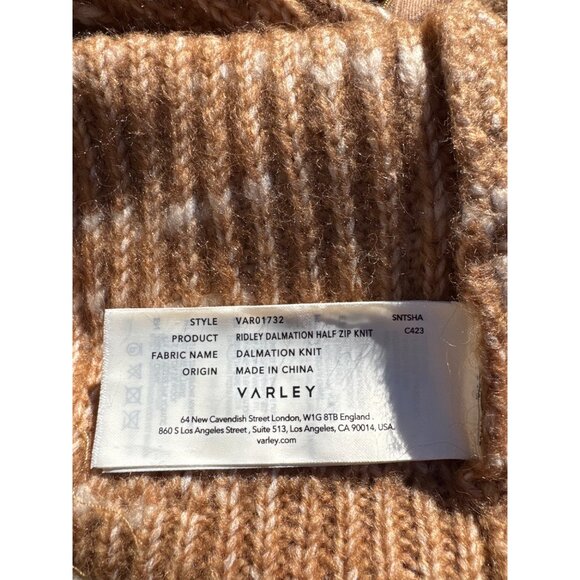 STYLE VAR01732 SNTSHA
PRODUCT RIDLEY DALMATION HALF ZIP KNIT C423
FABRIC NAME DALMATION KNIT
ORIGIN MADE IN CHINA
VARLEY
64 New Cavendish Street London, W1G 8TB England .
860 S Los Angeles Street , Suite 513, Los Angeles, CA 90014, USA.
varley.com